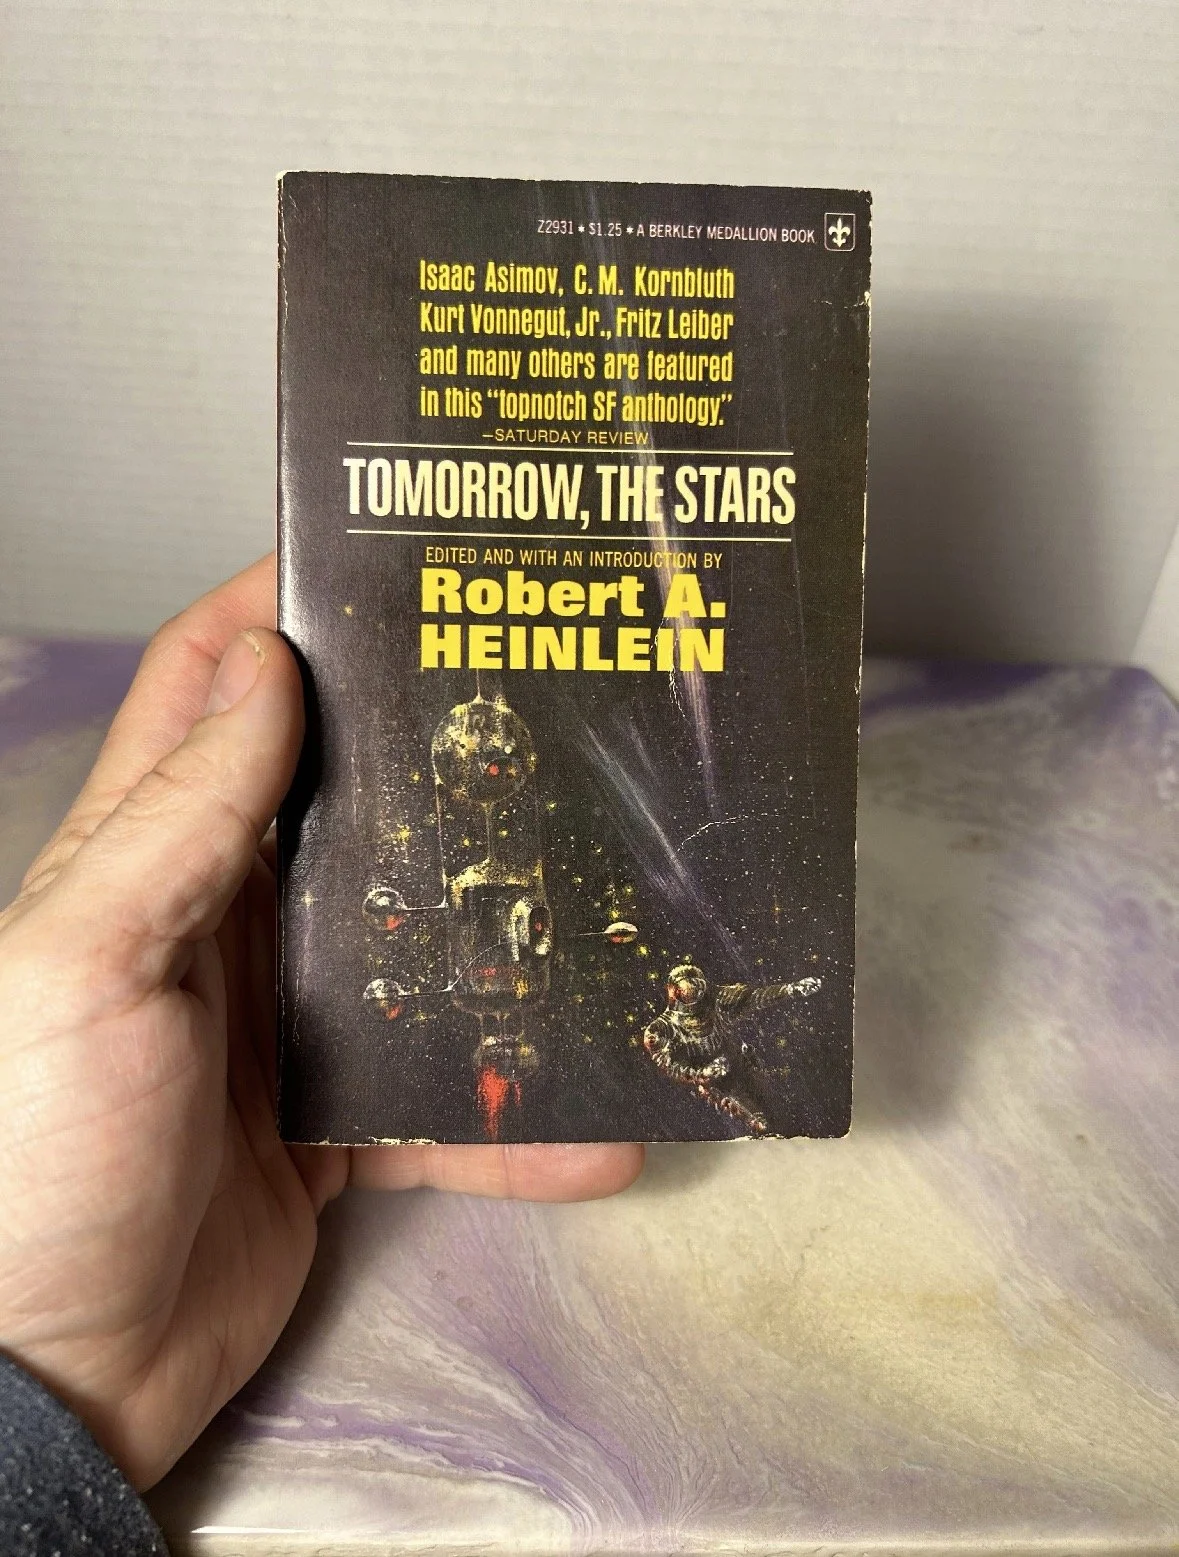 Z2931 * $1.25 * A BERKLEY MEDALLION BOOK
Isaac Asimov, C. M. Kornbluth
Kurt Vonnegut, Jr., Fritz Leiber
and many others are featured
in this "topnotch SF anthology."
—SATURDAY REVIEW
TOMORROW, THE STARS
EDITED AND WITH AN INTRODUCTION BY
Robert A.
HEINLEIN